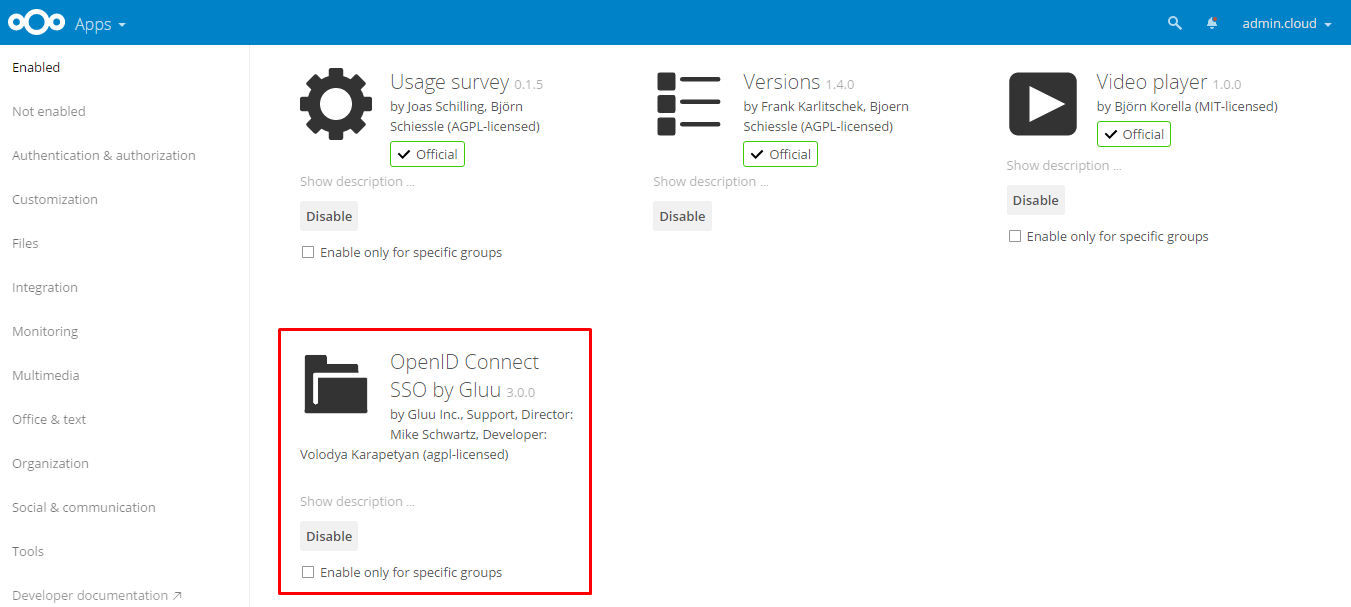 Apps
admin.cloud
Enabled
Not enabled
Authentication & authorization
Customization
Files
Integration
Monitoring
Multimedia
Office & text
Organization
Social & communication
Tools
Developer documentation ↗
Usage survey 0.1.5
by Joas Schilling, Björn
Schiessle (AGPL-licensed)
Official
Show description ...
Disable
Enable only for specific groups
Versions 1.4.0
by Frank Karlitschek, Bjoern
Schiessle (AGPL-licensed)
Official
Show description ...
Disable
Video player 1.0.0
by Björn Korella (MIT-licensed)
Official
Show description ...
Disable
Enable only for specific groups
OpenID Connect
SSO by Gluu 3.0.0
by Gluu Inc., Support, Director:
Mike Schwartz, Developer:
Volodya Karapetyan (agpl-licensed)
Show description ...
Disable
Enable only for specific groups